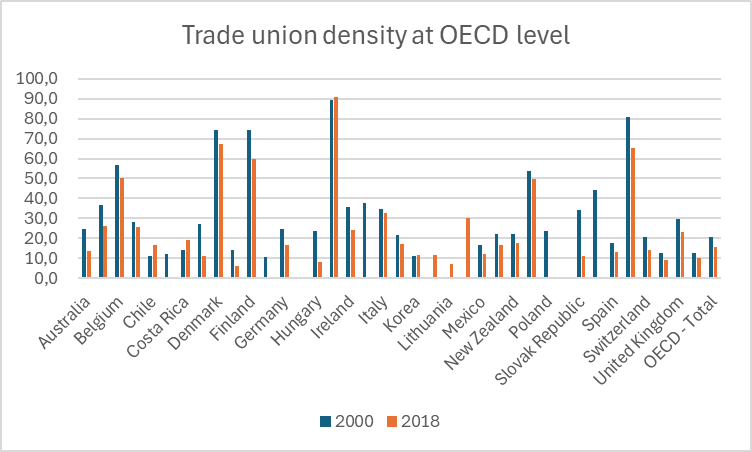 Trade union density at OECD level
100,0
90,0
80,0
70,0
60,0
50,0
40,0
30,0
20,0
10,0
0,0
Australia
Belgium
Chile
Costa Rica
Denmark
Finland
Germany
Hungary
Ireland
Italy
Korea
Lithuania
Mexico
New Zealand
Poland
Slovak Republic
Spain
Switzerland
United Kingdom
OECD - Total
2000 2018